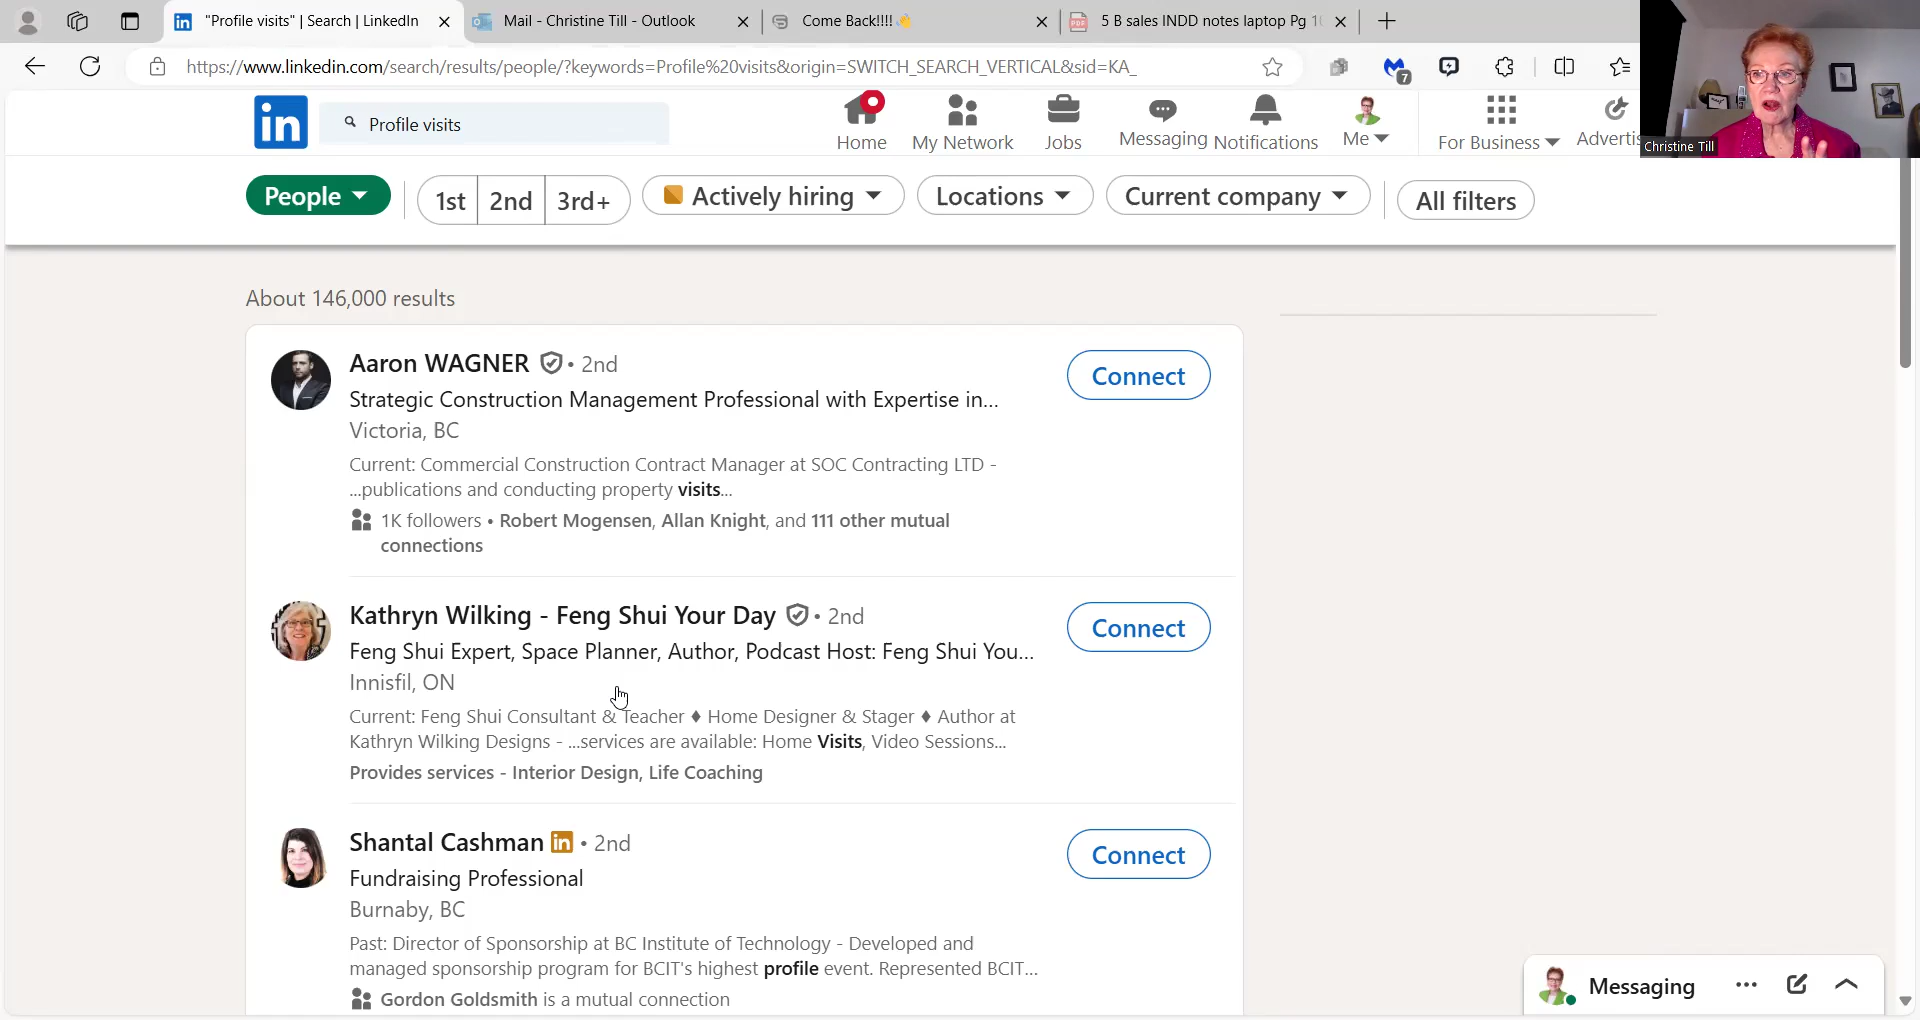 "Profile visits" | Search | LinkedIn
Mail - Christine Till - Outlook
Come Back!!!! 👋
PDF
5 B sales INDD notes laptop Pg 1
https://www.linkedin.com/search/results/people/?keywords=Profile%20visits&origin=SWITCH_SEARCH_VERTICAL&sid=KA_
7
in
Profile visits
Home
My Network
Jobs
Messaging
Notifications
Me
For Business
Adverti
Christine Till
People
1st
2nd
3rd+
Actively hiring
Locations
Current company
All filters
About 146,000 results
Aaron WAGNER • 2nd
Connect
Strategic Construction Management Professional with Expertise in...
Victoria, BC
Current: Commercial Construction Contract Manager at SOC Contracting LTD -
...publications and conducting property visits...
1K followers • Robert Mogensen, Allan Knight, and 111 other mutual
connections
Kathryn Wilking - Feng Shui Your Day • 2nd
Connect
Feng Shui Expert, Space Planner, Author, Podcast Host: Feng Shui You...
Innisfil, ON
Current: Feng Shui Consultant & Teacher ♦ Home Designer & Stager ♦ Author at
Kathryn Wilking Designs - ...services are available: Home Visits, Video Sessions...
Provides services - Interior Design, Life Coaching
Shantal Cashman in • 2nd
Connect
Fundraising Professional
Burnaby, BC
Past: Director of Sponsorship at BC Institute of Technology - Developed and
managed sponsorship program for BCIT's highest profile event. Represented BCIT...
Gordon Goldsmith is a mutual connection
Messaging